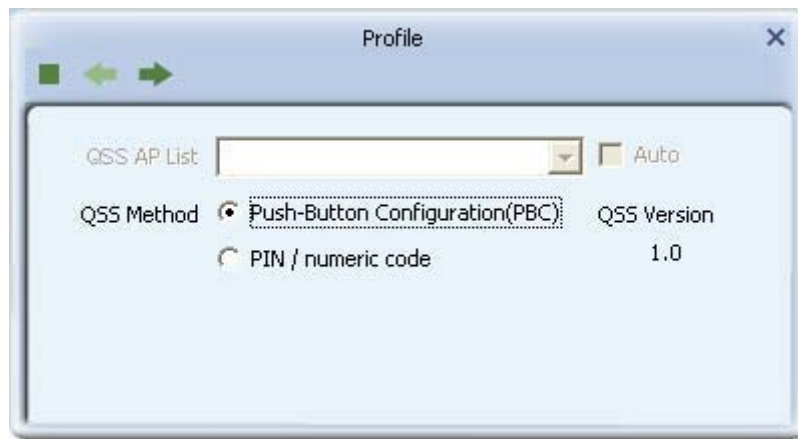 Profile
QSS AP List
Auto
QSS Method
Push-Button Configuration(PBC)
QSS Version
PIN / numeric code
1.0